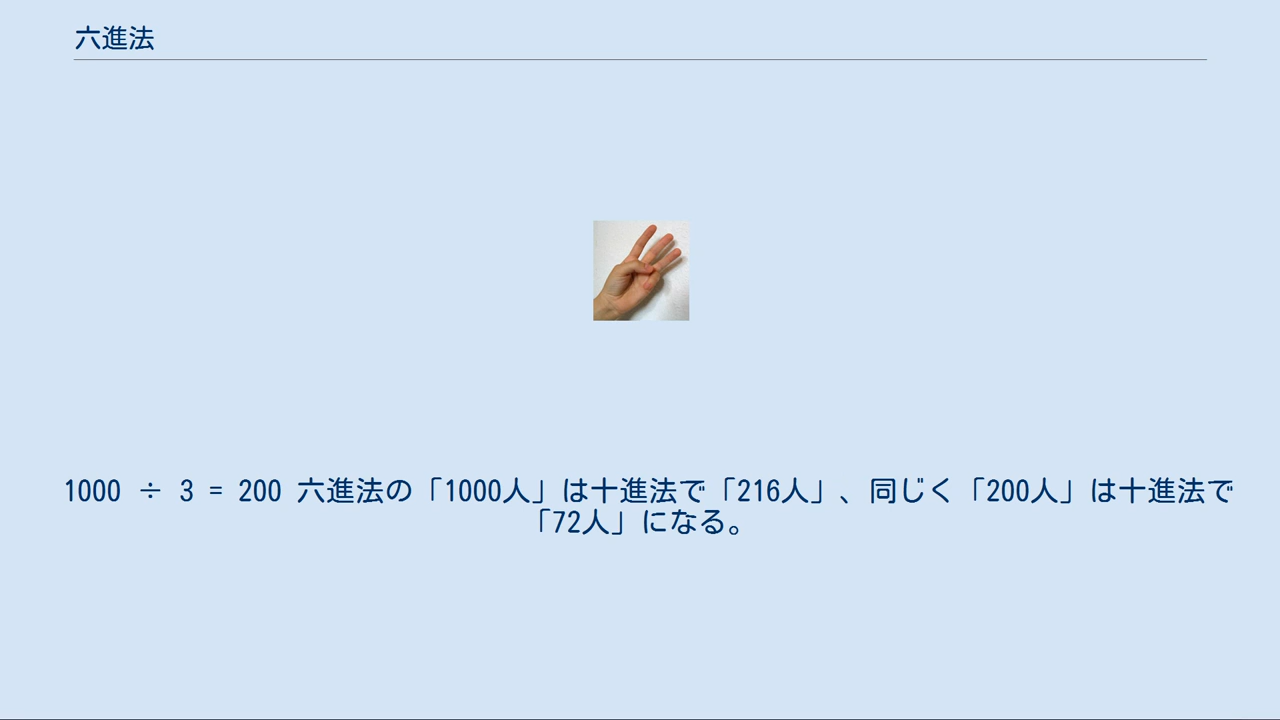 六進法
1000 ÷ 3 = 200 六進法の「1000人」は十進法で「216人」、同じく「200人」は十進法で
「72人」になる。